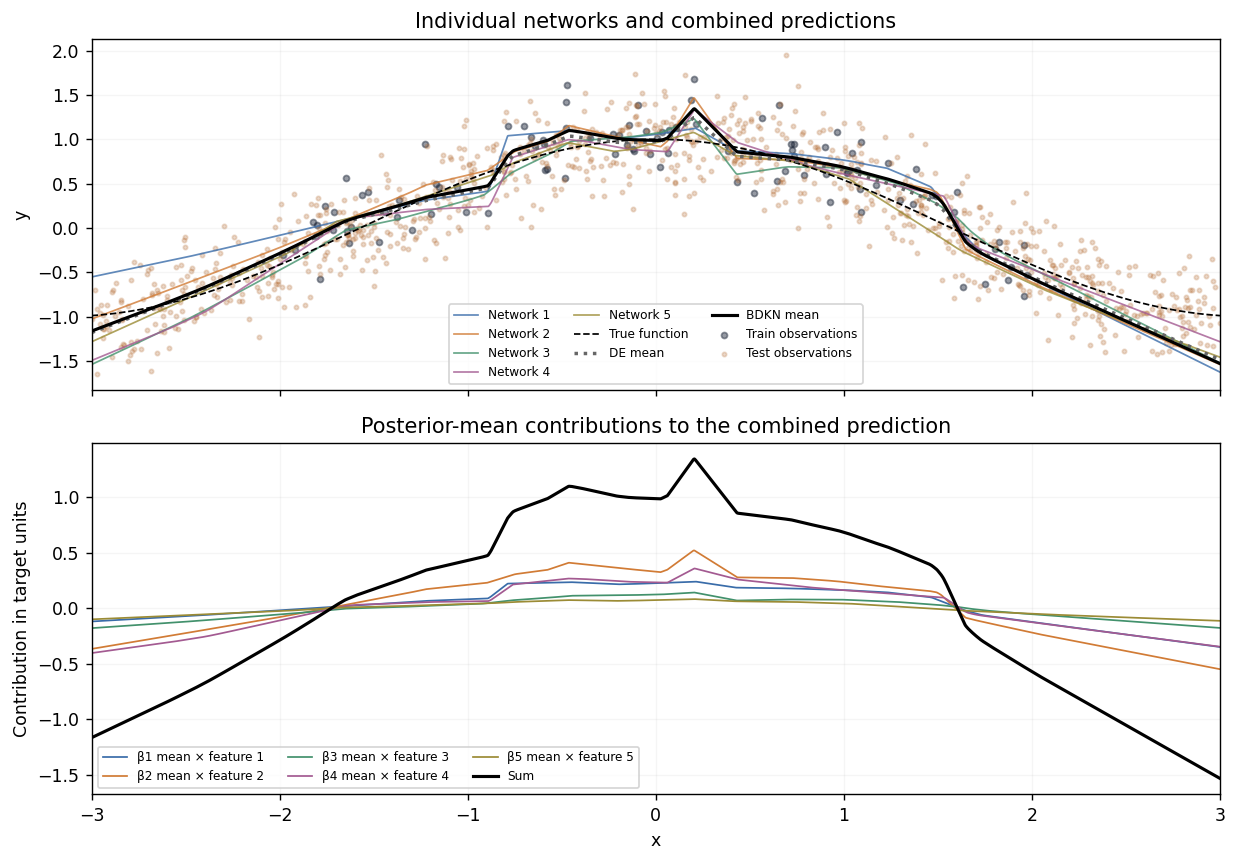 Individual networks and combined predictions
2.0
1.5
1.0
0.5
0.0
−0.5
−1.0
−1.5
y
Network 1 Network 5 BDKN mean
Network 2 True function Train observations
Network 3 DE mean Test observations
Network 4
Posterior-mean contributions to the combined prediction
1.0
0.5
0.0
−0.5
−1.0
−1.5
Contribution in target units
β1 mean × feature 1 β3 mean × feature 3 β5 mean × feature 5
β2 mean × feature 2 β4 mean × feature 4 Sum
−3 −2 −1 0 1 2 3
x